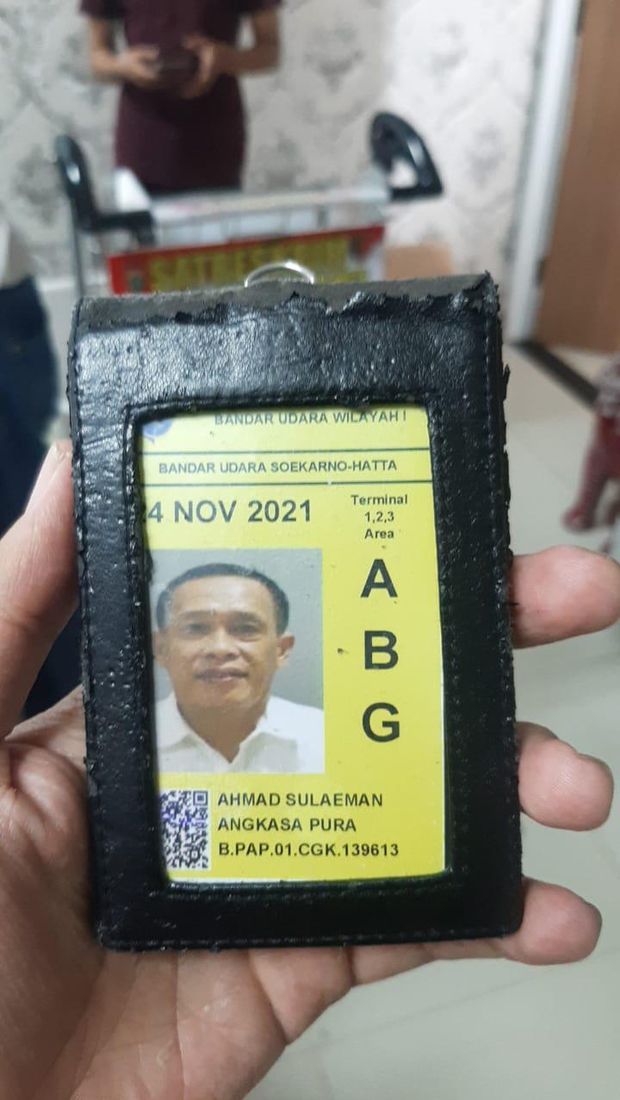 BANDAR UDARA WILAYAH I
BANDAR UDARA SOEKARNO-HATTA
4 NOV 2021
Terminal
1,2,3
Area
A
B
G
AHMAD SULAEMAN
ANGKASA PURA
B.PAP.01.CGK.139613